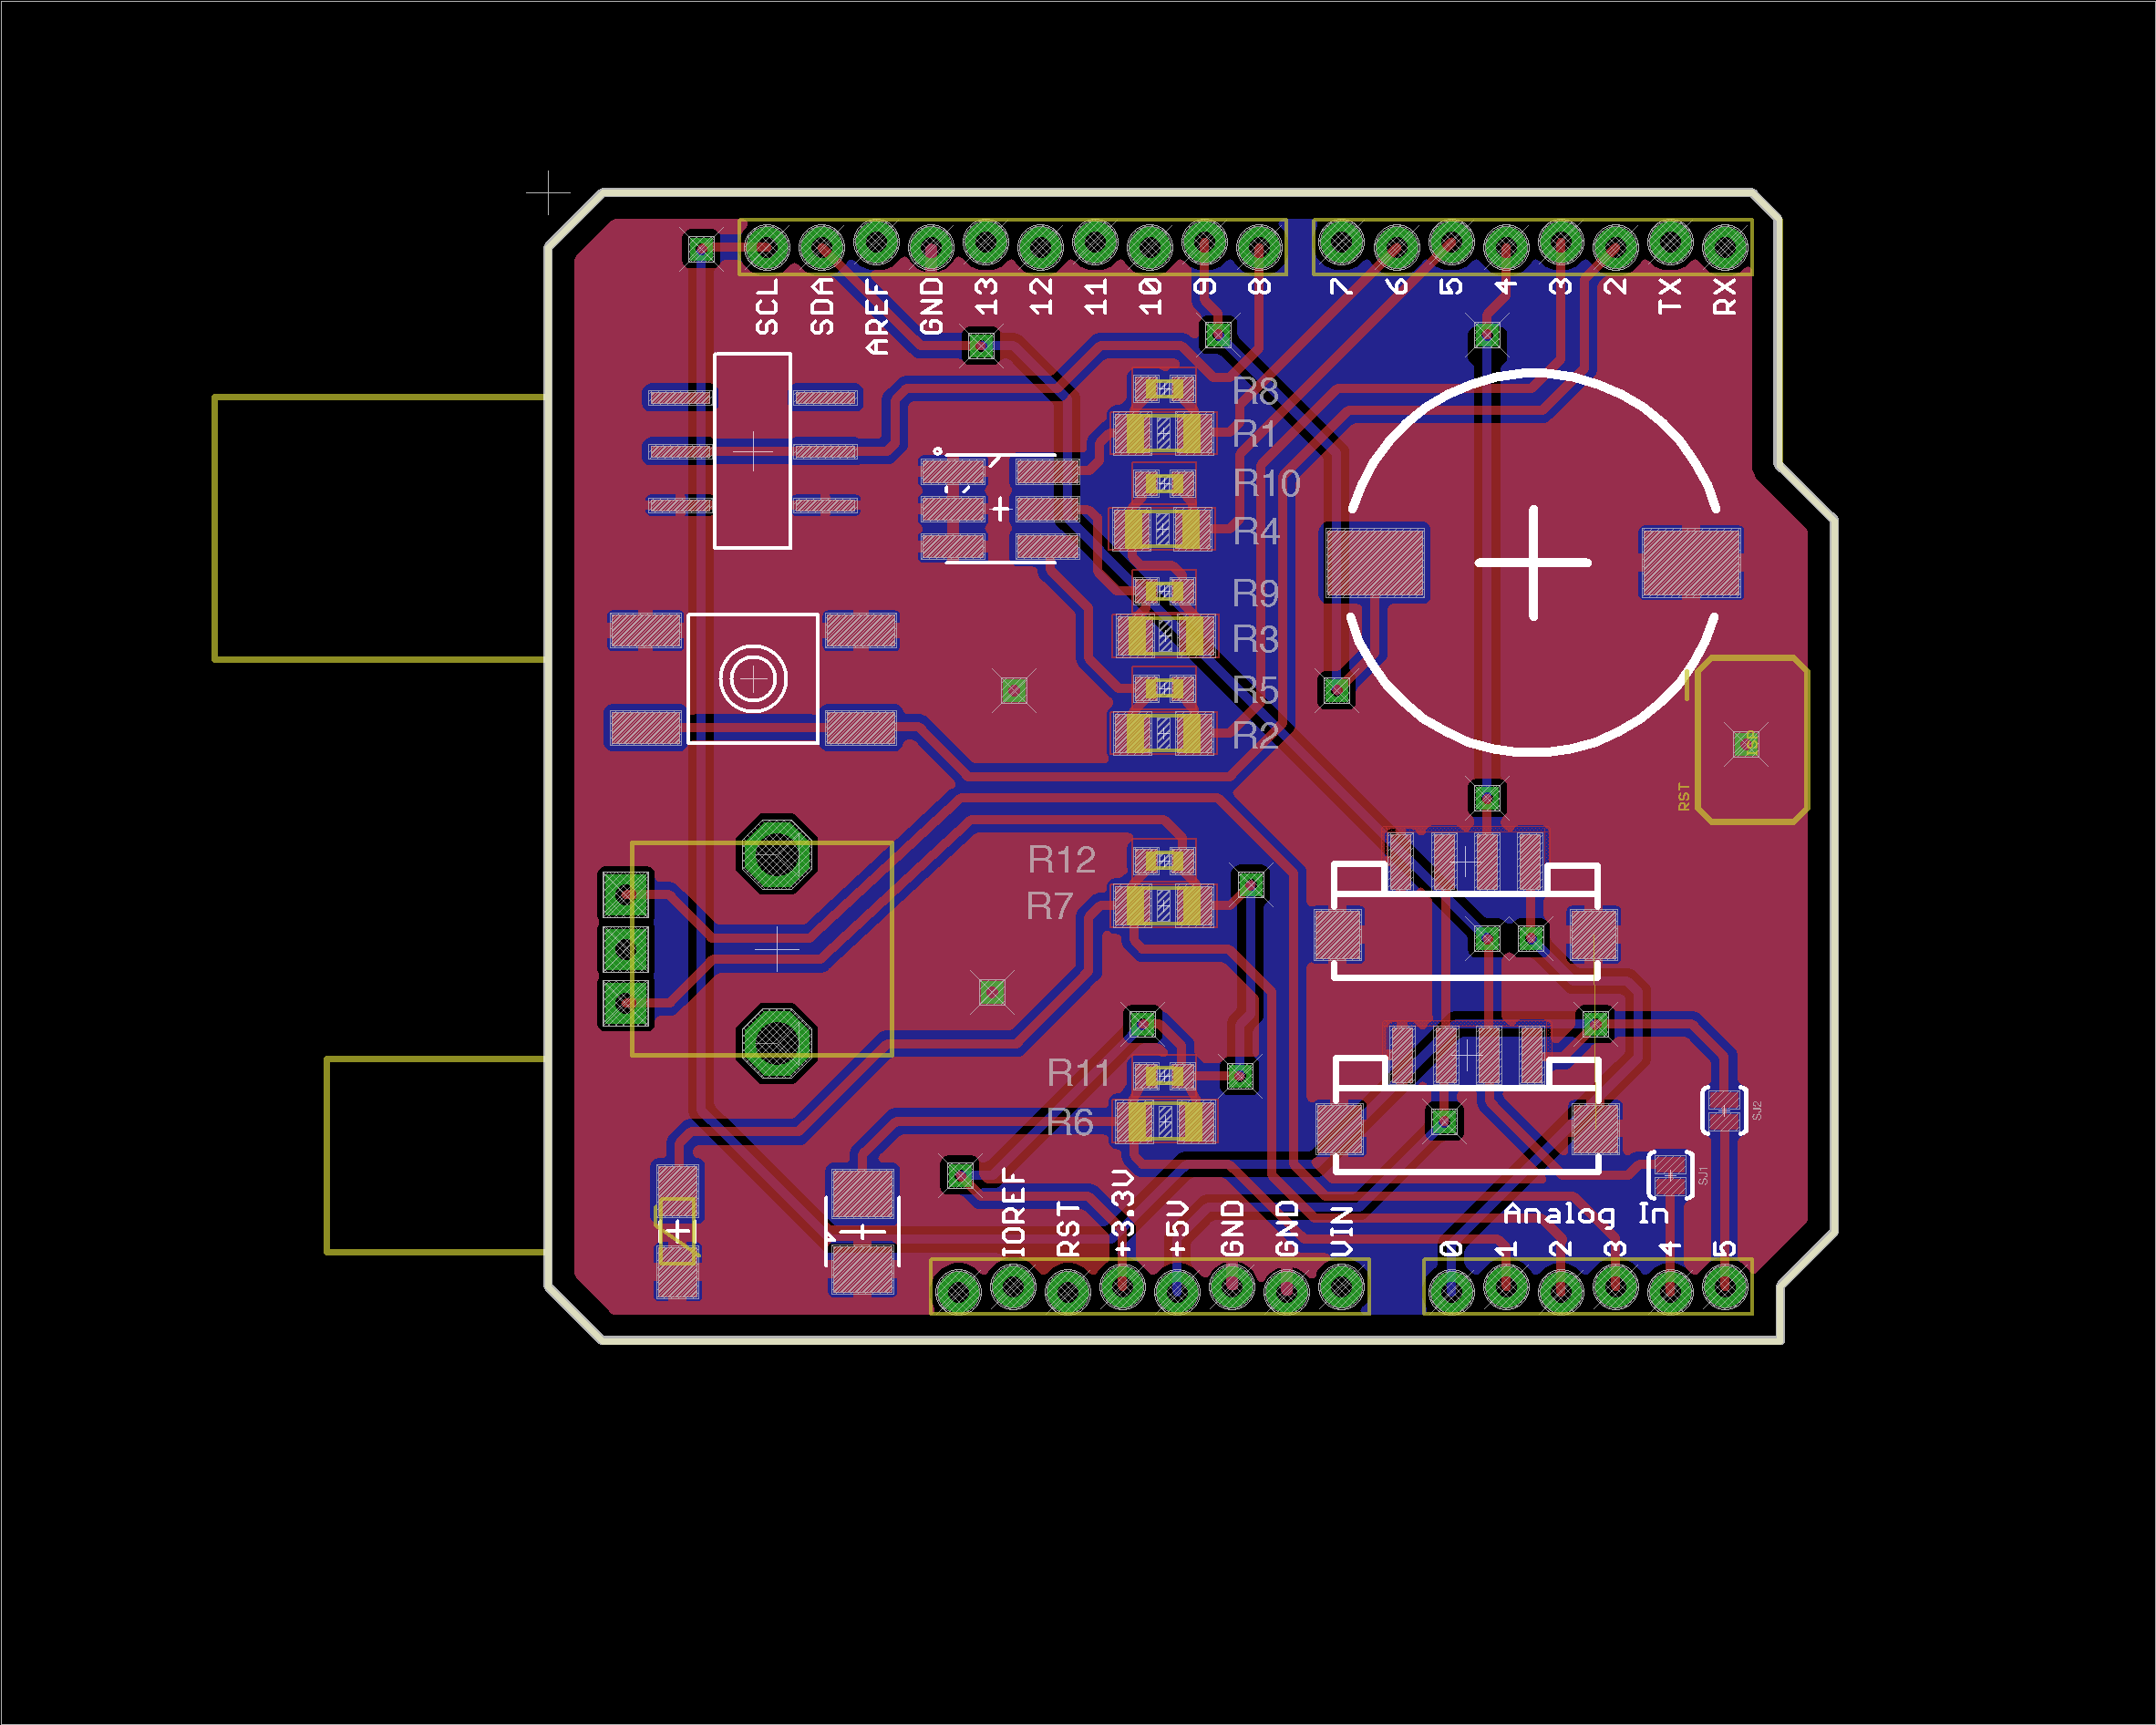 SCL
SDA
AREF
GND
13
12
11
10
9
8
7
6
5
4
3
2
TX
RX
R8
R1
R10
R4
R9
R3
R5
R2
ISP
RST
R12
R7
R11
R6
SJ2
SJ1
IOREF
RST
+3.3V
+5V
GND
GND
VIN
Analog In
0
1
2
3
4
5